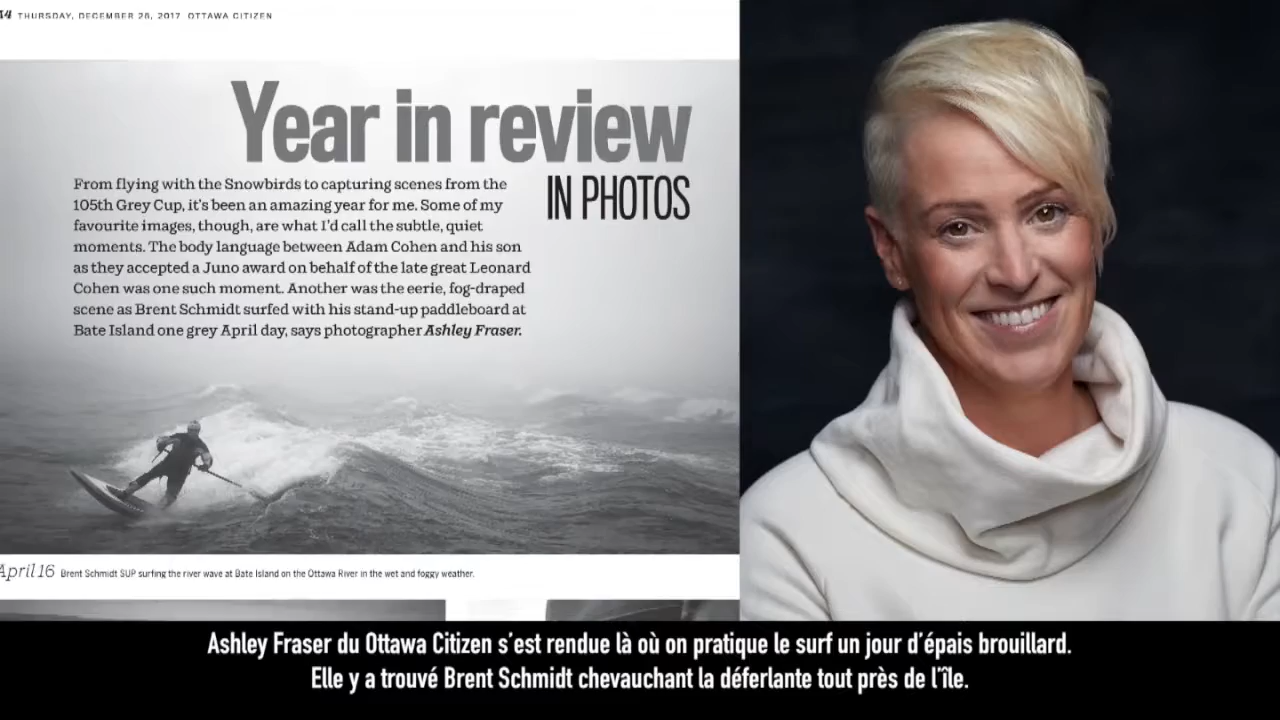 A4 THURSDAY, DECEMBER 28, 2017 OTTAWA CITIZEN
Year in review
IN PHOTOS
From flying with the Snowbirds to capturing scenes from the
105th Grey Cup, it's been an amazing year for me. Some of my
favourite images, though, are what I'd call the subtle, quiet
moments. The body language between Adam Cohen and his son
as they accepted a Juno award on behalf of the late great Leonard
Cohen was one such moment. Another was the eerie, fog-draped
scene as Brent Schmidt surfed with his stand-up paddleboard at
Bate Island one grey April day, says photographer Ashley Fraser.
April 16 Brent Schmidt SUP surfing the river wave at Bate Island on the Ottawa River in the wet and foggy weather.
Ashley Fraser du Ottawa Citizen s'est rendue là où on pratique le surf un jour d'épais brouillard.
Elle y a trouvé Brent Schmidt chevauchant la déferlante tout près de l'île.